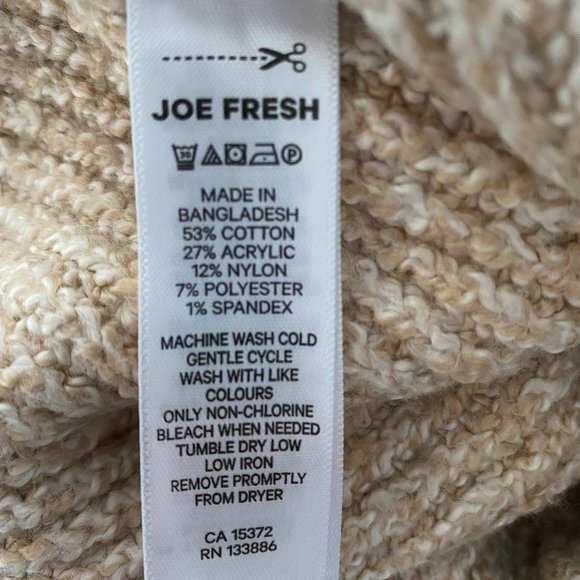 JOE FRESH
MADE IN
BANGLADESH
53% COTTON
27% ACRYLIC
12% NYLON
7% POLYESTER
1% SPANDEX
MACHINE WASH COLD
GENTLE CYCLE
WASH WITH LIKE
COLOURS
ONLY NON-CHLORINE
BLEACH WHEN NEEDED
TUMBLE DRY LOW
LOW IRON
REMOVE PROMPTLY
FROM DRYER
CA 15372
RN 133886